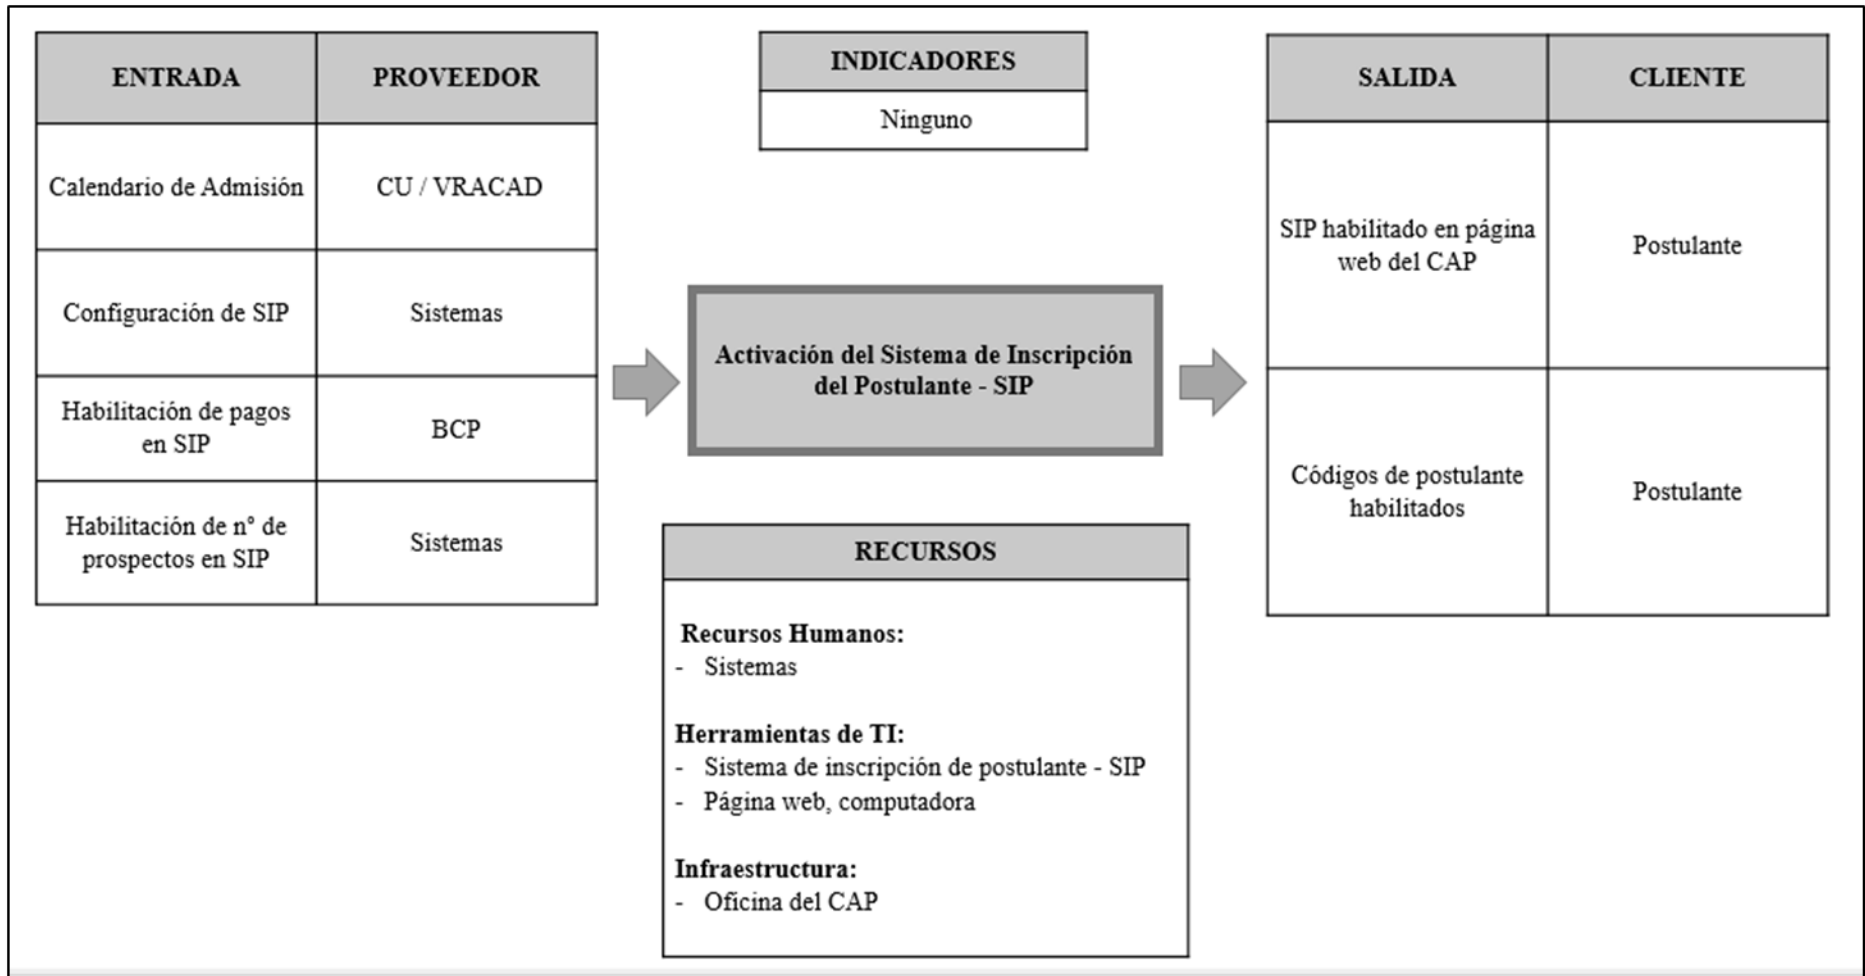 ENTRADA PROVEEDOR
Calendario de Admisión CU / VRACAD
Configuración de SIP Sistemas
Habilitación de pagos
en SIP
BCP
Habilitación de n° de
prospectos en SIP
Sistemas
INDICADORES
Ninguno
Activación del Sistema de Inscripción
del Postulante - SIP
RECURSOS
Recursos Humanos:
- Sistemas
Herramientas de TI:
- Sistema de inscripción de postulante - SIP
- Página web, computadora
Infraestructura:
- Oficina del CAP
SALIDA CLIENTE
SIP habilitado en página
web del CAP
Postulante
Códigos de postulante
habilitados
Postulante